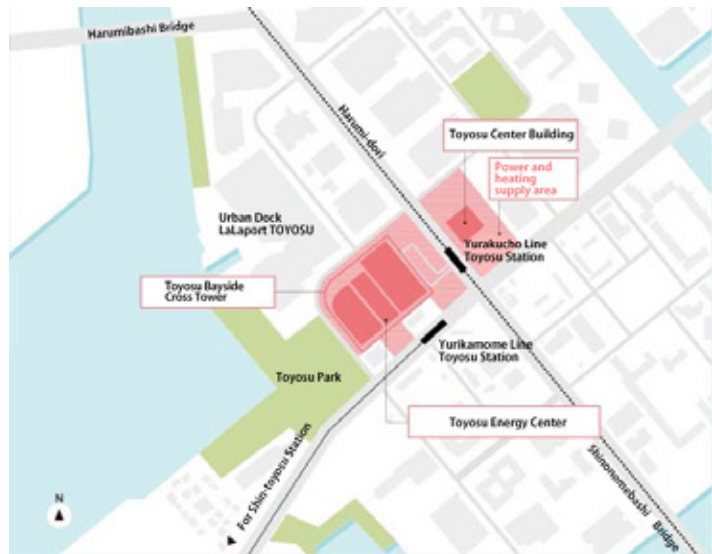 Harumibashi Bridge
Harumi-dori
Toyosu Center Building
Power and
heating
supply area
Urban Dock
LaLaport TOYOSU
Yurakucho Line
Toyosu Station
Toyosu Bayside
Cross Tower
Yurikamome Line
Toyosu Station
Toyosu Park
Toyosu Energy Center
For Shin-toyosu Station
Shinonomebashi Bridge
N